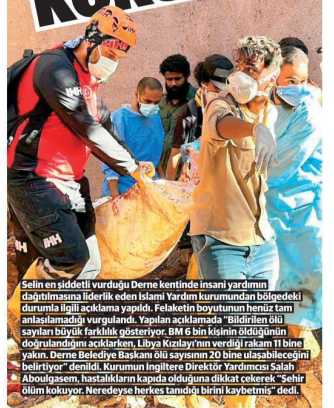 İHH
Selin en şiddetli vurduğu Derne kentinde insani yardımın
dağıtılmasına liderlik eden İslami Yardım kurumundan bölgedeki
durumla ilgili açıklama yapıldı. Felaketin boyutunun henüz tam
anlaşılamadığı vurgulandı. Yapılan açıklamada "Bildirilen ölü
sayıları büyük farklılık gösteriyor. BM 6 bin kişinin öldüğünün
doğrulandığını açıklarken, Libya Kızılayı'nın verdiği rakam 11 bine
yakın. Derne Belediye Başkanı ölü sayısının 20 bine ulaşabileceğini
belirtiyor" denildi. Kurumun İngiltere Direktör Yardımcısı Salah
Aboulgasem, hastalıkların kapıda olduğuna dikkat çekerek "Şehir
ölüm kokuyor. Neredeyse herkes tanıdığı birini kaybetmiş" dedi.